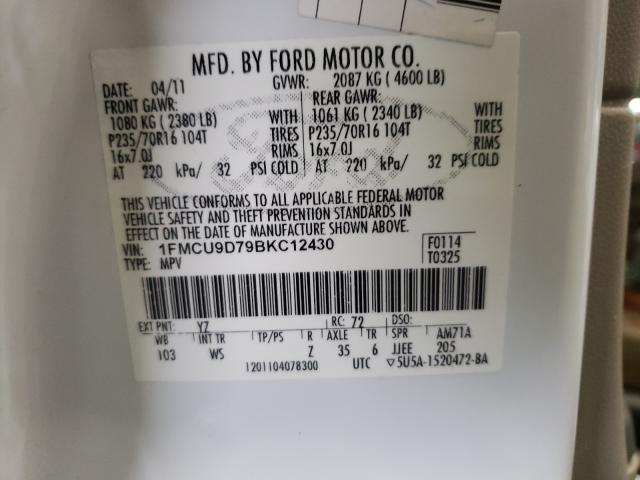 MFD. BY FORD MOTOR CO.
DATE: 04/11 GVWR: 2087 KG ( 4600 LB)
FRONT GAWR: REAR GAWR:
1080 KG ( 2380 LB) WITH 1061 KG ( 2340 LB) WITH
P235/70R16 104T TIRES P235/70R16 104T TIRES
16x7.0J RIMS 16x7.0J RIMS
AT 220 kPa/ 32 PSI COLD AT 220 kPa/ 32 PSI COLD
THIS VEHICLE CONFORMS TO ALL APPLICABLE FEDERAL MOTOR
VEHICLE SAFETY AND THEFT PREVENTION STANDARDS IN
EFFECT ON THE DATE OF MANUFACTURE SHOWN ABOVE.
VIN: 1FMCU9D79BKC12430 F0114
TYPE: MPV T0325
EXT PNT: YZ RC: 72 DSO:
WB INT TR TP/PS R AXLE TR SPR AM71A
103 WS Z 35 6 JJEE 205
1201104078300 UTC ▽5U5A-1520472-BA